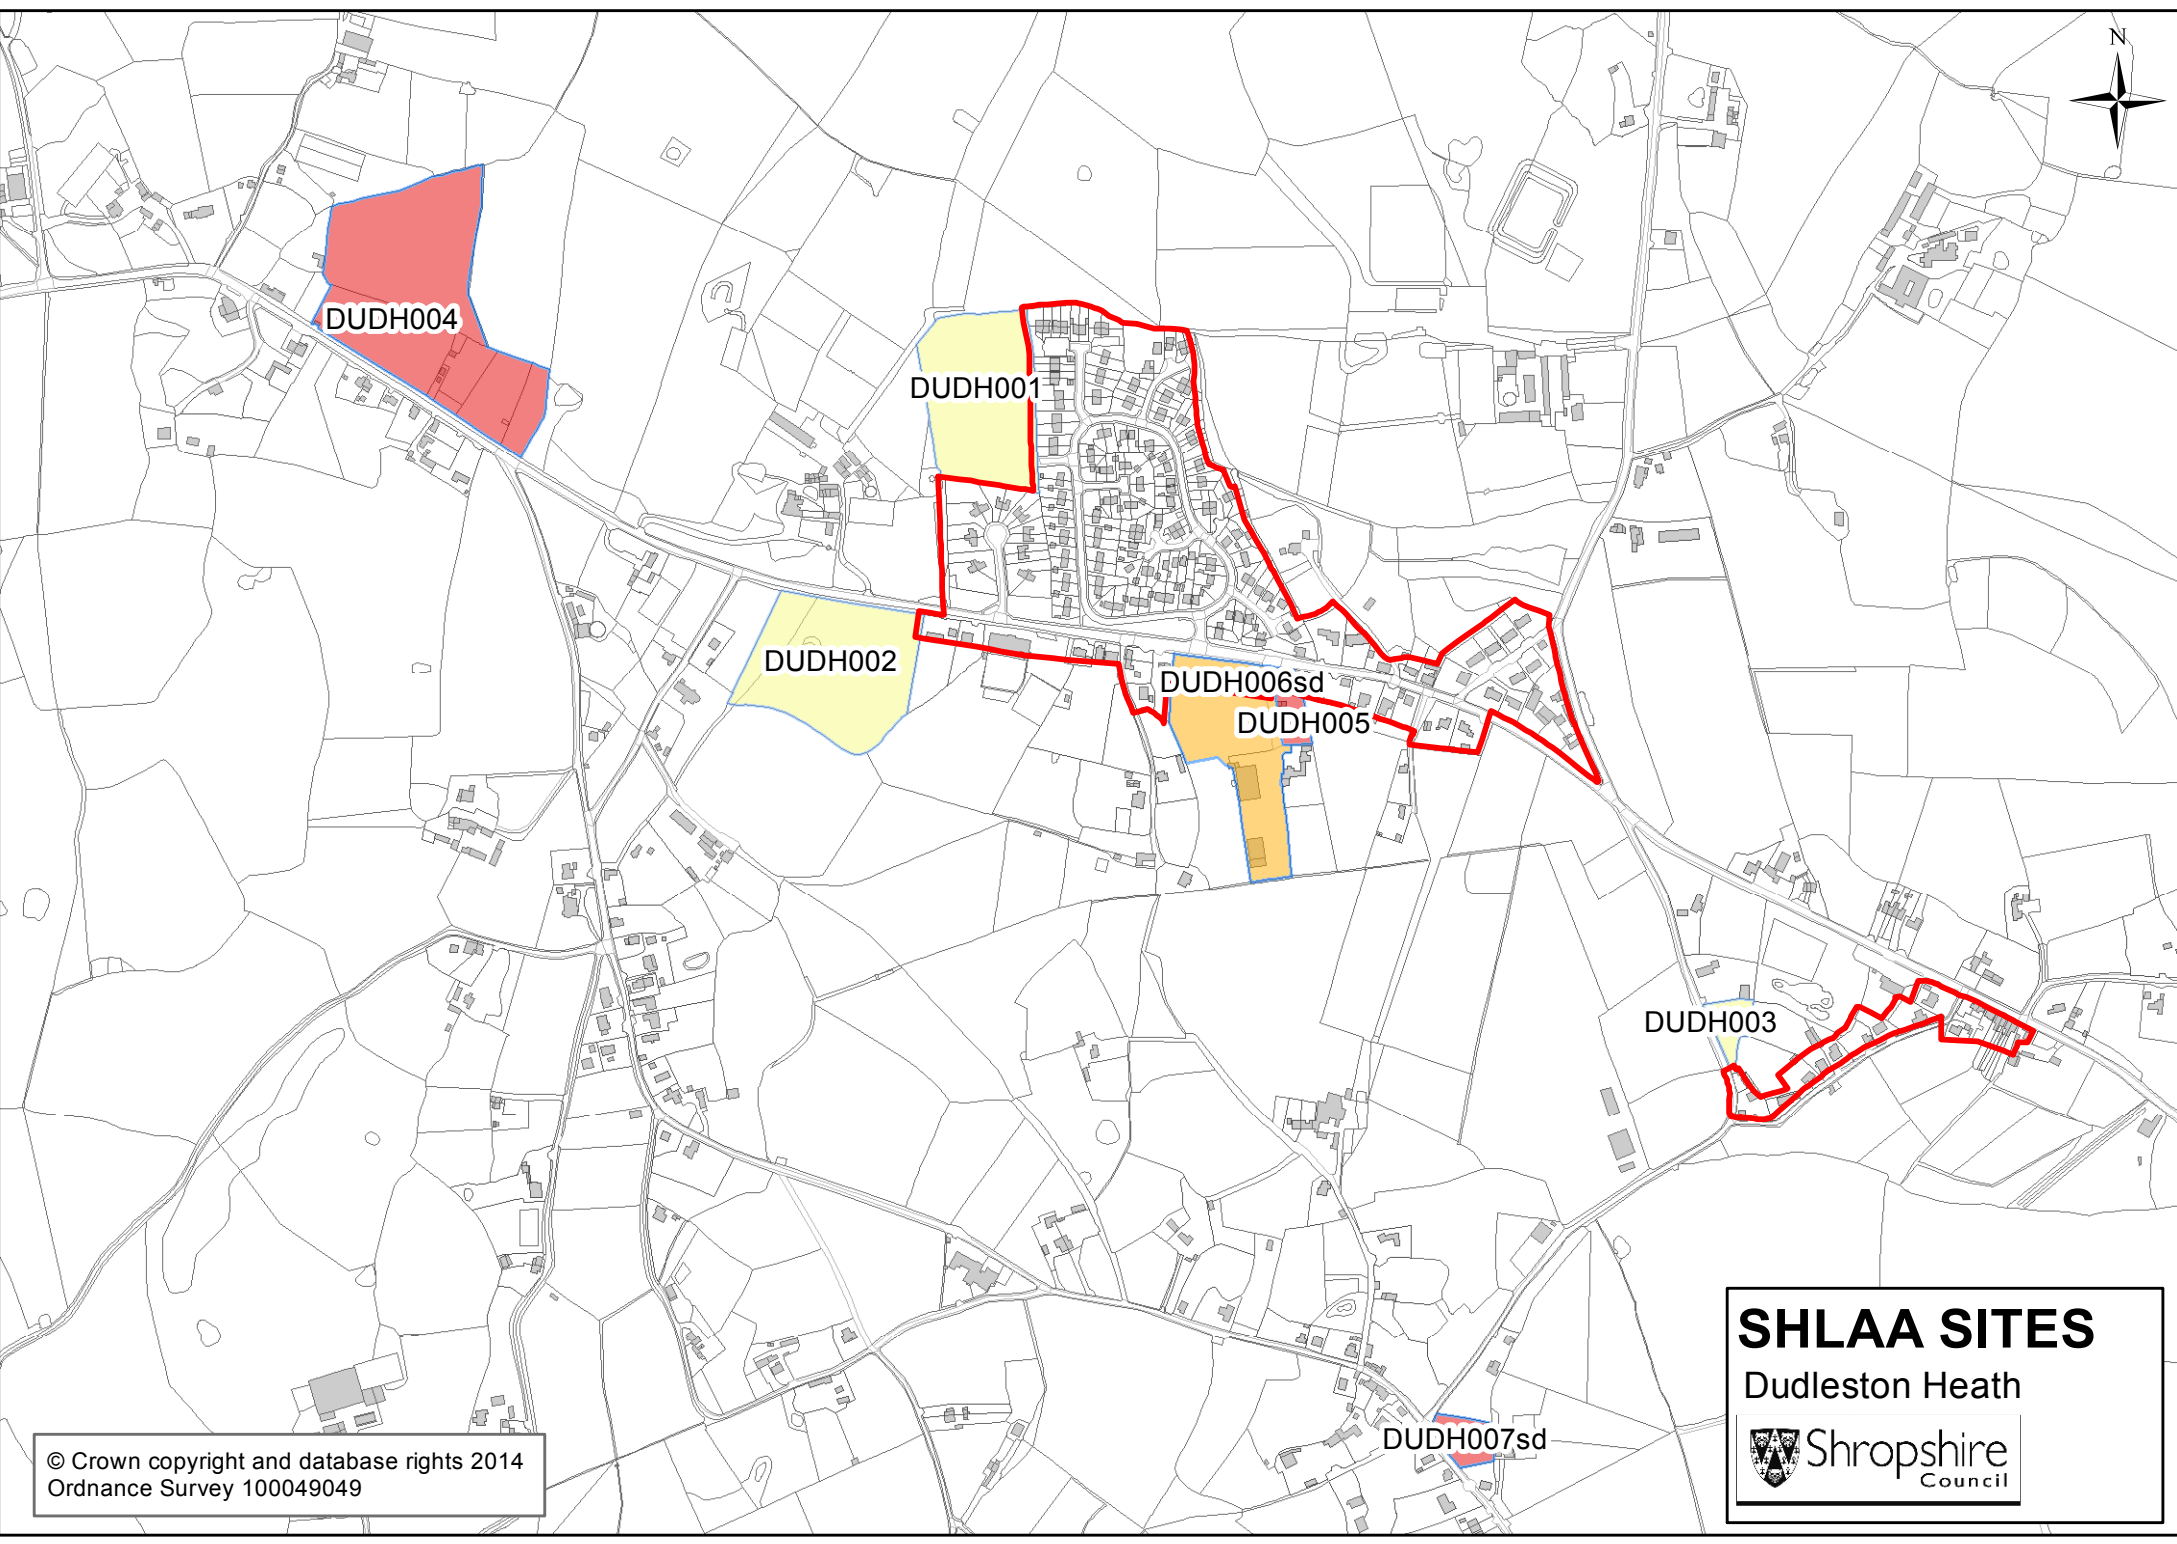 N
DUDH004
DUDH001
DUDH002
DUDH006sd
DUDH005
DUDH003
DUDH007sd
SHLAA SITES
Dudleston Heath
Shropshire
Council
© Crown copyright and database rights 2014
Ordnance Survey 100049049